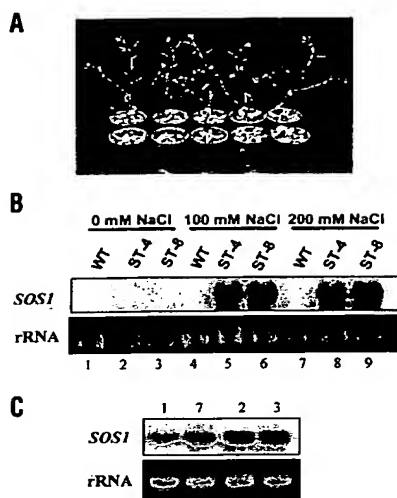 A
B
0 mM NaCl 100 mM NaCl 200 mM NaCl
WT ST-4 ST-8 WT ST-4 ST-8 WT ST-4 ST-8
SOS1
rRNA
1 2 3 4 5 6 7 8 9
C
1 7 2 3
SOS1
rRNA